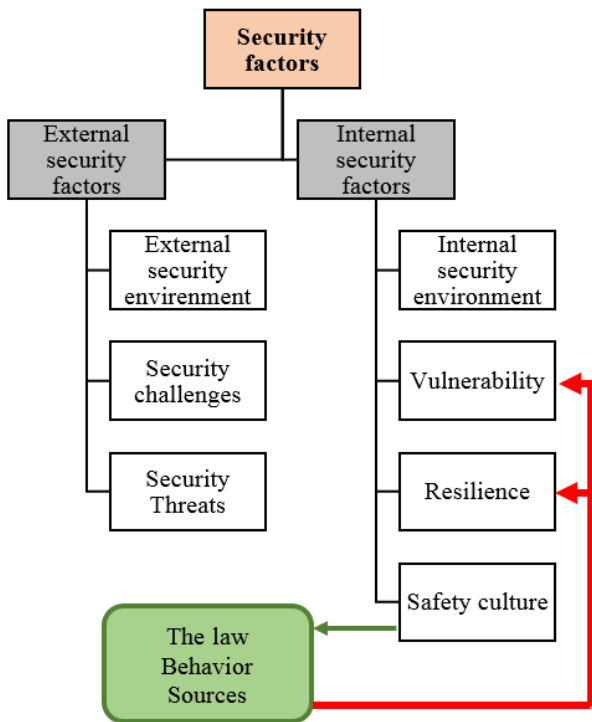 Security
factors
External
security
factors
Internal
security
factors
External
security
envirenment
Internal
security
environment
Security
challenges
Vulnerability
Security
Threats
Resilience
Safety culture
The law
Behavior
Sources